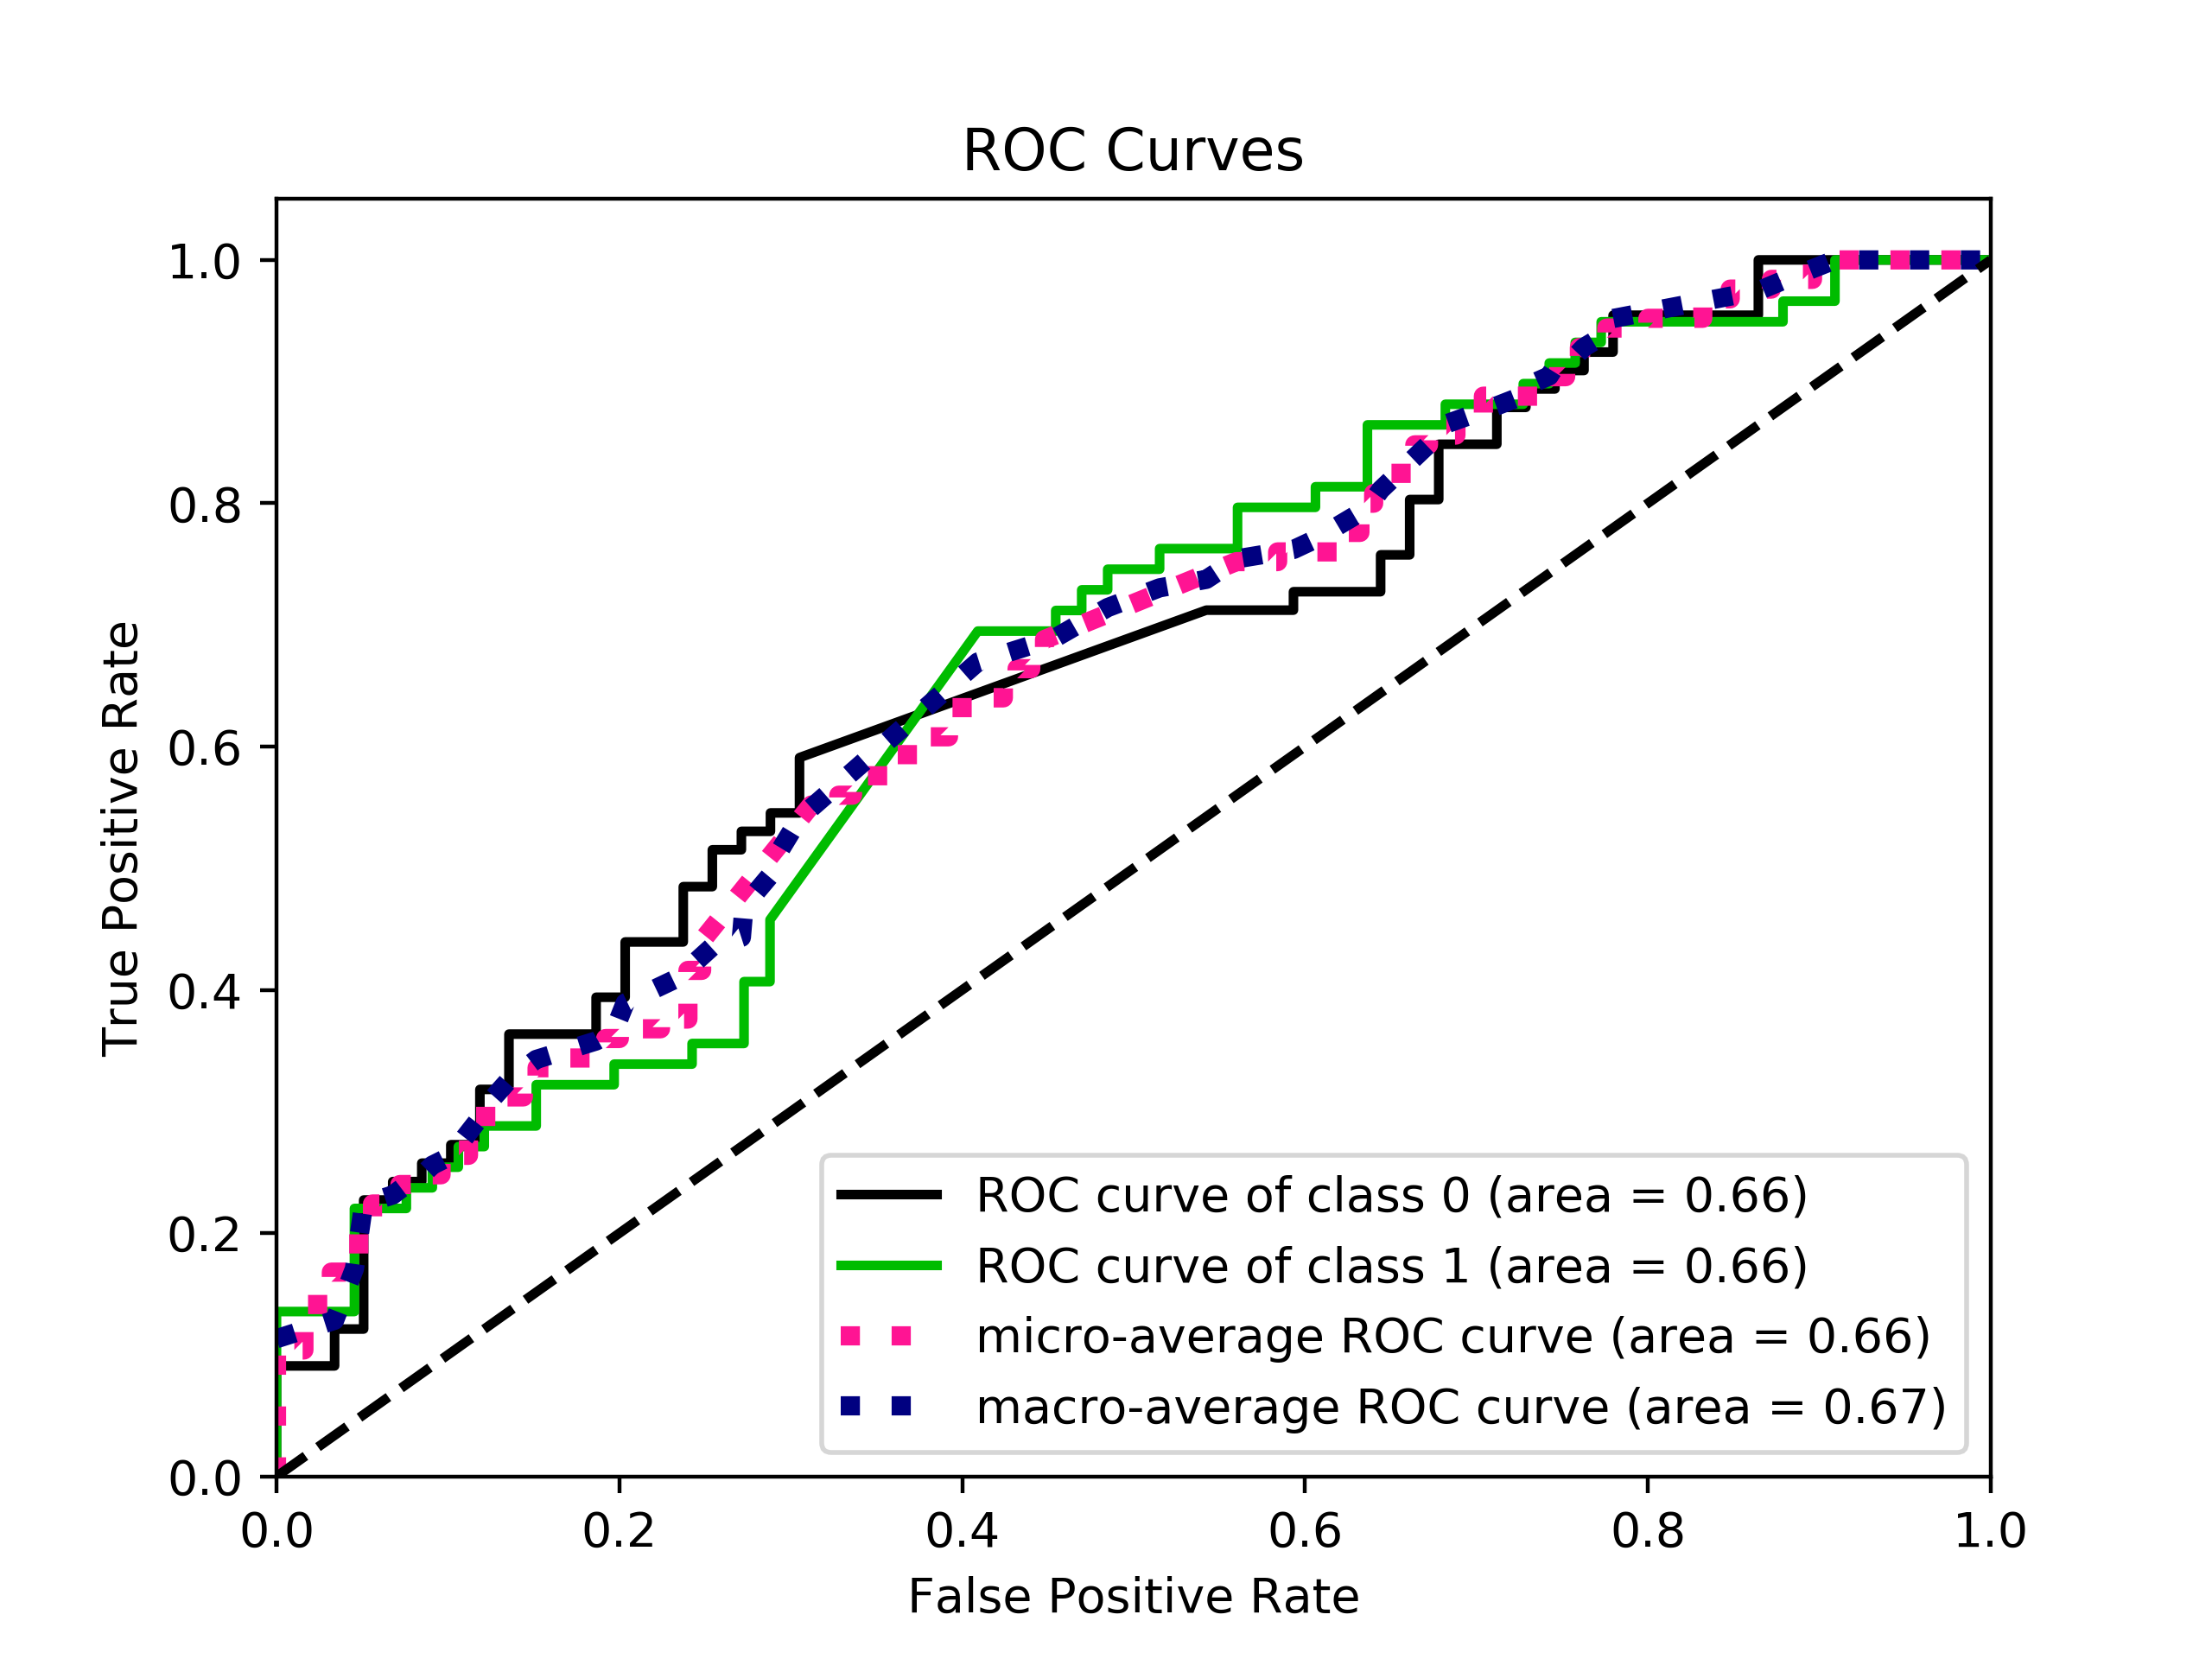 ROC Curves
True Positive Rate
1.0
0.8
0.6
0.4
0.2
0.0
0.0 0.2 0.4 0.6 0.8 1.0
False Positive Rate
ROC curve of class 0 (area = 0.66)
ROC curve of class 1 (area = 0.66)
micro-average ROC curve (area = 0.66)
macro-average ROC curve (area = 0.67)